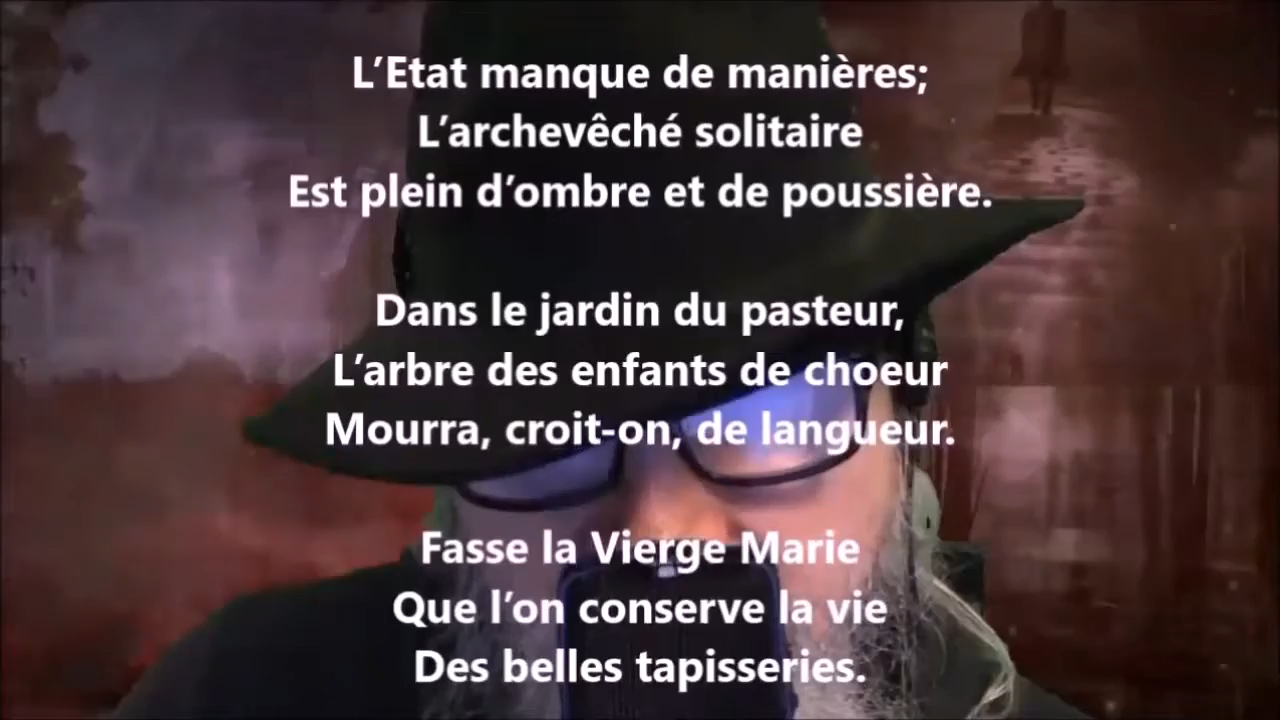 L’Etat manque de manières;
L’archevêché solitaire
Est plein d’ombre et de poussière.
Dans le jardin du pasteur,
L’arbre des enfants de choeur
Mourra, croit-on, de langueur.
Fasse la Vierge Marie
Que l’on conserve la vie
Des belles tapisseries.